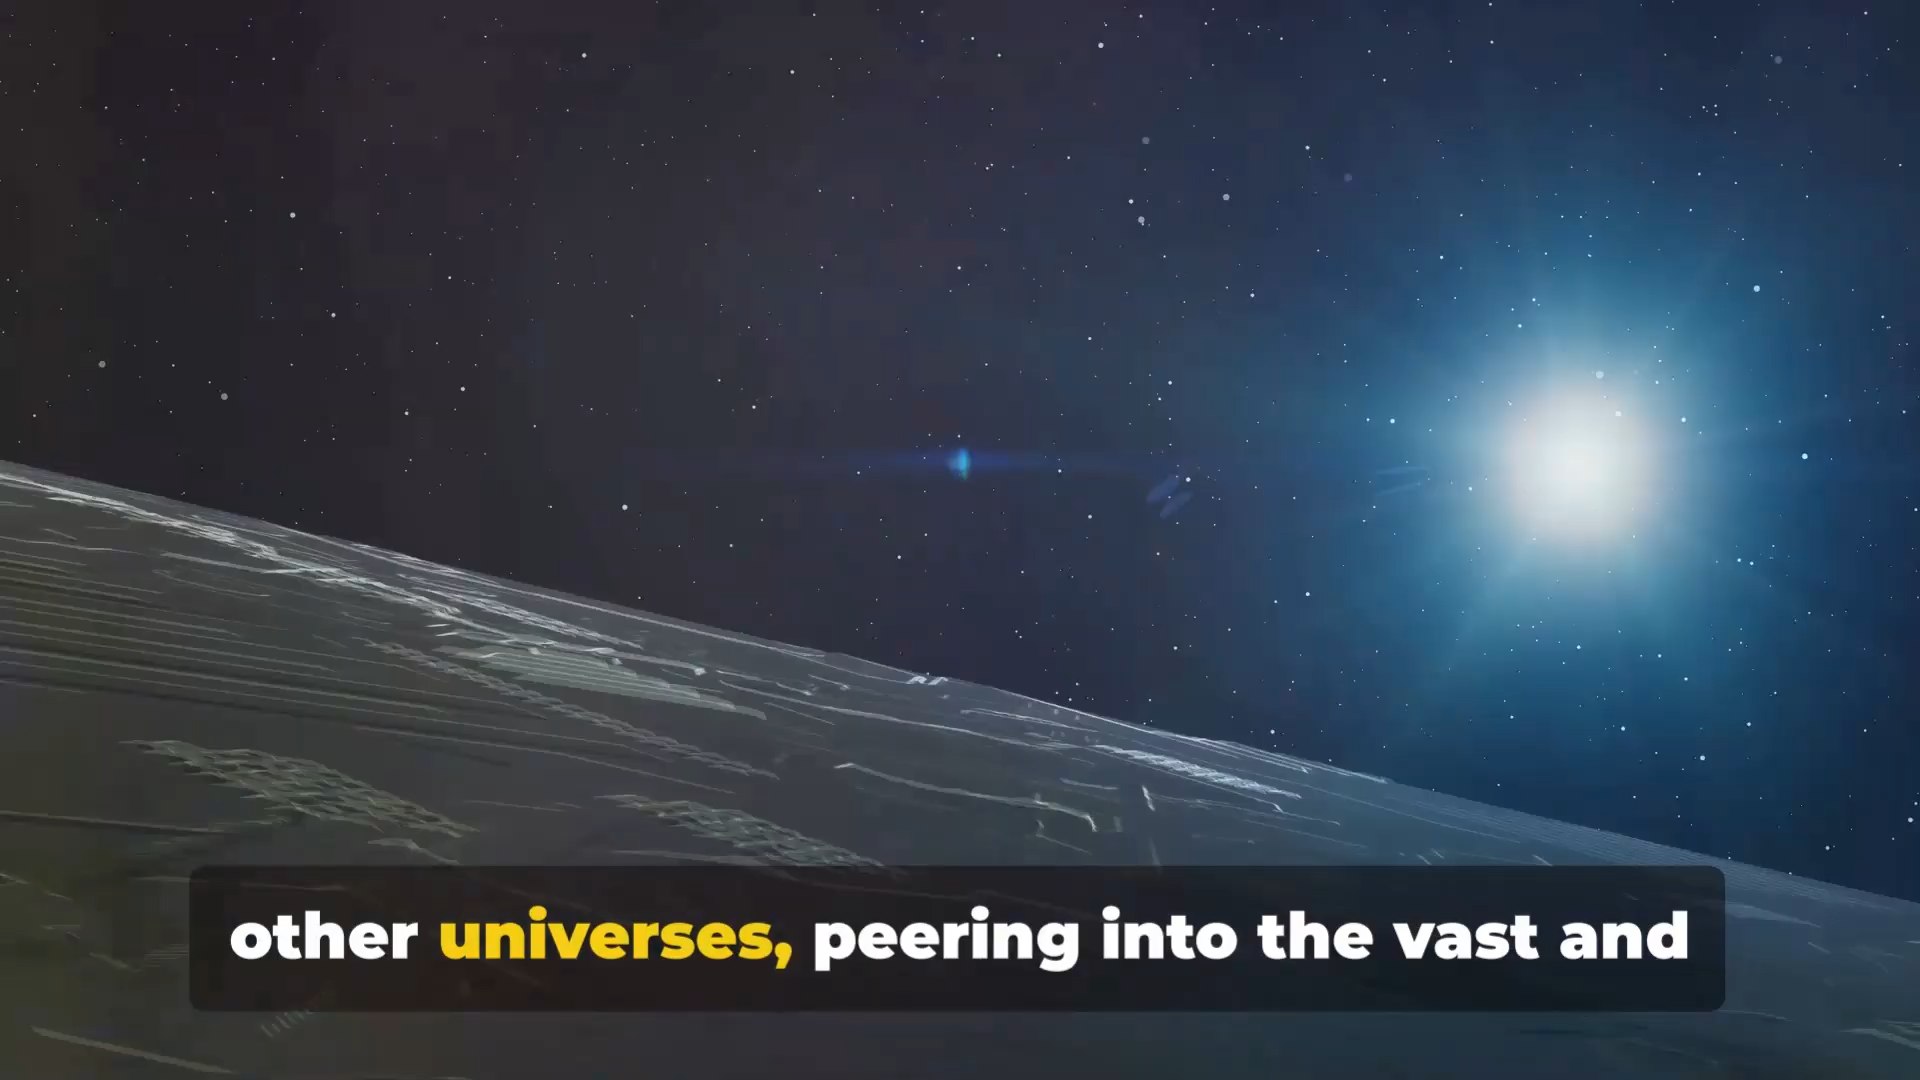 other universes, peering into the vast and